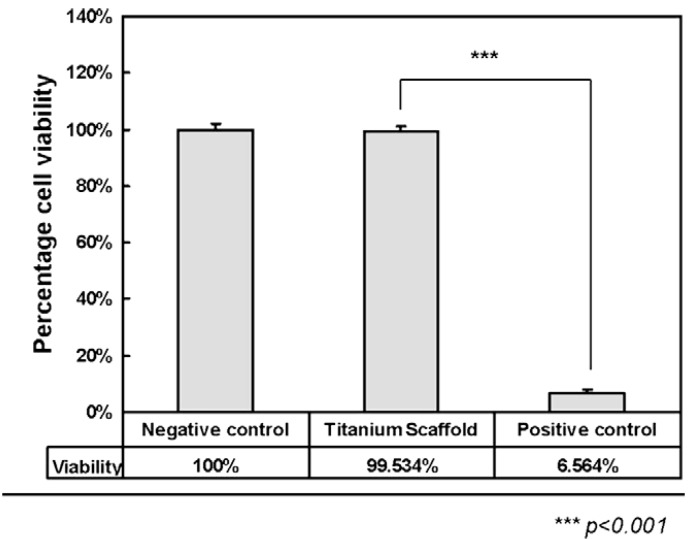 140%
***
120%
100%
80%
60%
40%
20%
0%
Percentage cell viability
Negative control Titanium Scaffold Positive control
Viability 100% 99.534% 6.564%
*** p<0.001